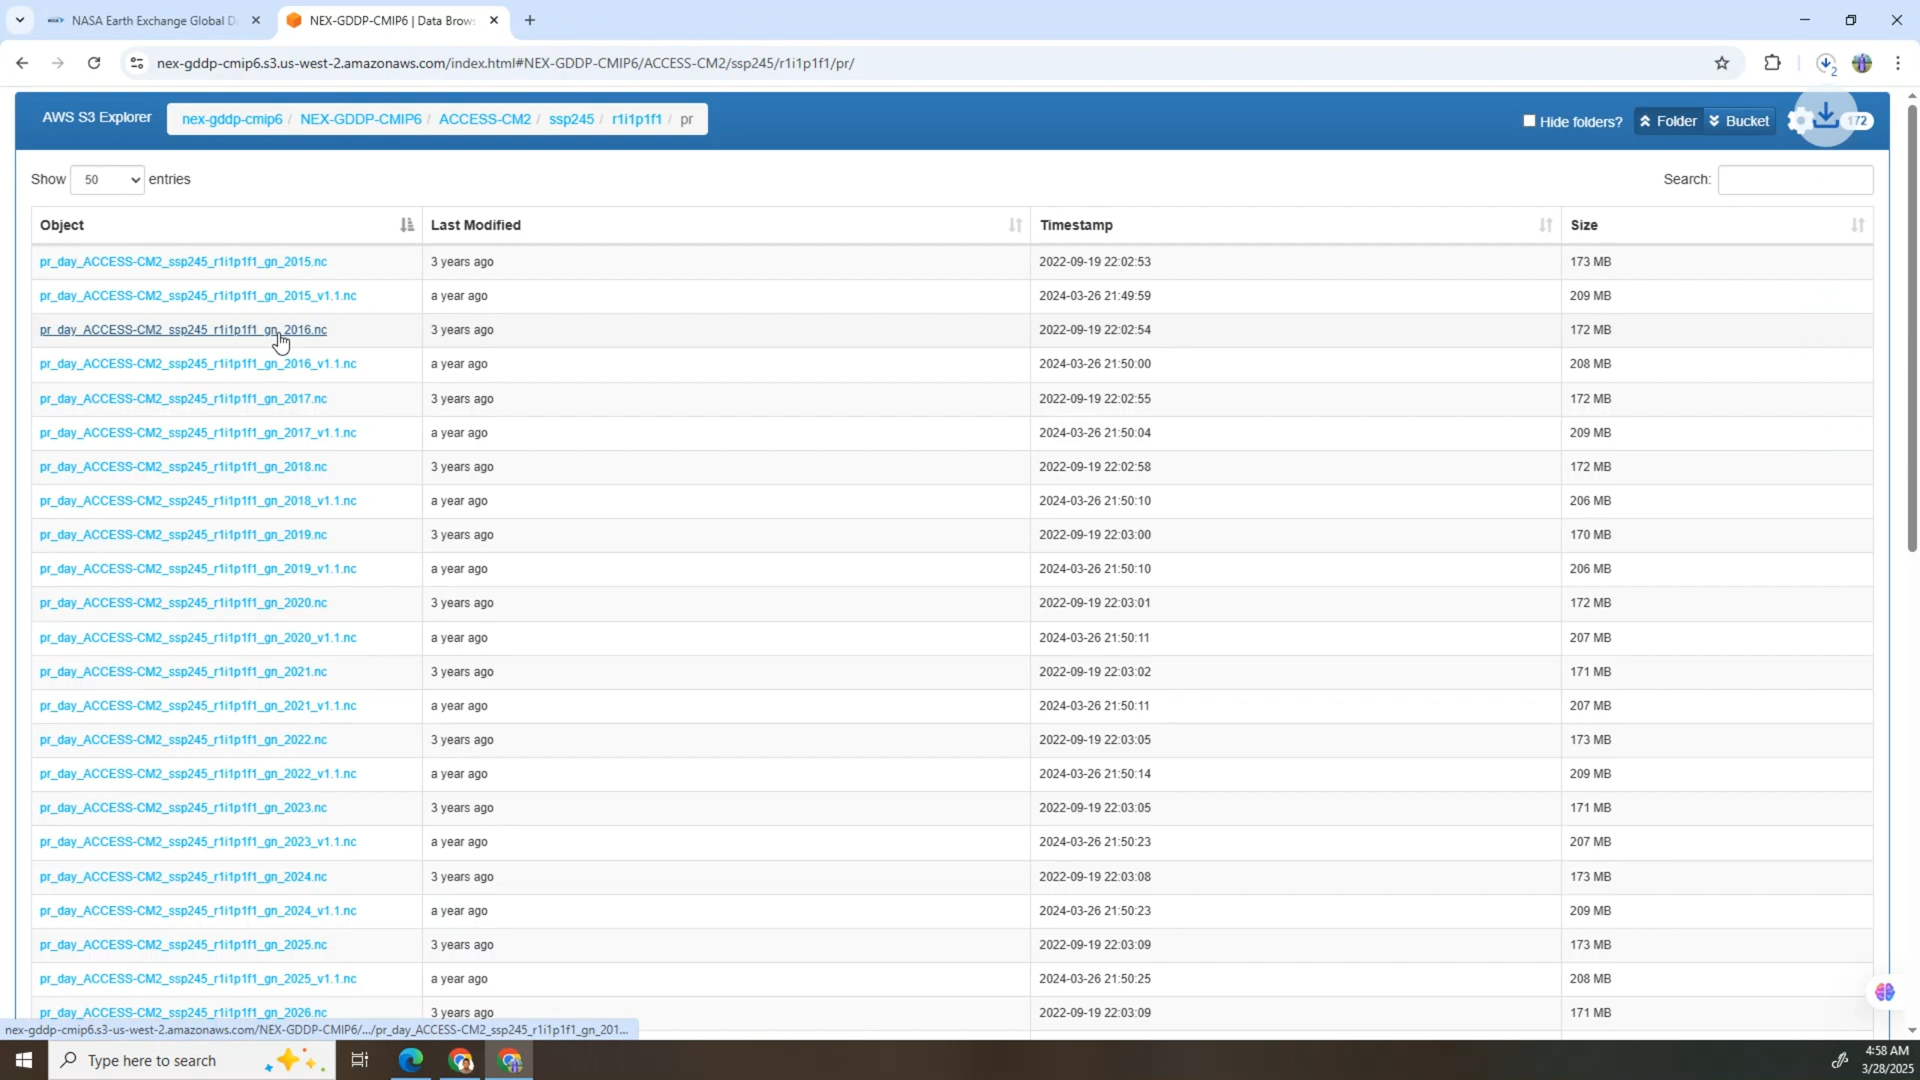 NASA Earth Exchange Global D
NEX-GDDP-CMIP6 | Data Brows
nex-gddp-cmip6.s3.us-west-2.amazonaws.com/index.html#NEX-GDDP-CMIP6/ACCESS-CM2/ssp245/r1i1p1f1/pr/
2
AWS S3 Explorer
nex-gddp-cmip6 / NEX-GDDP-CMIP6 / ACCESS-CM2 / ssp245 / r1i1p1f1 / pr
Hide folders?
Folder
Bucket
172
Show 50 entries
Search:
Object Last Modified Timestamp Size
pr_day_ACCESS-CM2_ssp245_r1i1p1f1_gn_2015.nc 3 years ago 2022-09-19 22:02:53 173 MB
pr_day_ACCESS-CM2_ssp245_r1i1p1f1_gn_2015_v1.1.nc a year ago 2024-03-26 21:49:59 209 MB
pr_day_ACCESS-CM2_ssp245_r1i1p1f1_gn_2016.nc 3 years ago 2022-09-19 22:02:54 172 MB
pr_day_ACCESS-CM2_ssp245_r1i1p1f1_gn_2016_v1.1.nc a year ago 2024-03-26 21:50:00 208 MB
pr_day_ACCESS-CM2_ssp245_r1i1p1f1_gn_2017.nc 3 years ago 2022-09-19 22:02:55 172 MB
pr_day_ACCESS-CM2_ssp245_r1i1p1f1_gn_2017_v1.1.nc a year ago 2024-03-26 21:50:04 209 MB
pr_day_ACCESS-CM2_ssp245_r1i1p1f1_gn_2018.nc 3 years ago 2022-09-19 22:02:58 172 MB
pr_day_ACCESS-CM2_ssp245_r1i1p1f1_gn_2018_v1.1.nc a year ago 2024-03-26 21:50:10 206 MB
pr_day_ACCESS-CM2_ssp245_r1i1p1f1_gn_2019.nc 3 years ago 2022-09-19 22:03:00 170 MB
pr_day_ACCESS-CM2_ssp245_r1i1p1f1_gn_2019_v1.1.nc a year ago 2024-03-26 21:50:10 206 MB
pr_day_ACCESS-CM2_ssp245_r1i1p1f1_gn_2020.nc 3 years ago 2022-09-19 22:03:01 172 MB
pr_day_ACCESS-CM2_ssp245_r1i1p1f1_gn_2020_v1.1.nc a year ago 2024-03-26 21:50:11 207 MB
pr_day_ACCESS-CM2_ssp245_r1i1p1f1_gn_2021.nc 3 years ago 2022-09-19 22:03:02 171 MB
pr_day_ACCESS-CM2_ssp245_r1i1p1f1_gn_2021_v1.1.nc a year ago 2024-03-26 21:50:11 207 MB
pr_day_ACCESS-CM2_ssp245_r1i1p1f1_gn_2022.nc 3 years ago 2022-09-19 22:03:05 173 MB
pr_day_ACCESS-CM2_ssp245_r1i1p1f1_gn_2022_v1.1.nc a year ago 2024-03-26 21:50:14 209 MB
pr_day_ACCESS-CM2_ssp245_r1i1p1f1_gn_2023.nc 3 years ago 2022-09-19 22:03:05 171 MB
pr_day_ACCESS-CM2_ssp245_r1i1p1f1_gn_2023_v1.1.nc a year ago 2024-03-26 21:50:23 207 MB
pr_day_ACCESS-CM2_ssp245_r1i1p1f1_gn_2024.nc 3 years ago 2022-09-19 22:03:08 173 MB
pr_day_ACCESS-CM2_ssp245_r1i1p1f1_gn_2024_v1.1.nc a year ago 2024-03-26 21:50:23 209 MB
pr_day_ACCESS-CM2_ssp245_r1i1p1f1_gn_2025.nc 3 years ago 2022-09-19 22:03:09 173 MB
pr_day_ACCESS-CM2_ssp245_r1i1p1f1_gn_2025_v1.1.nc a year ago 2024-03-26 21:50:25 208 MB
pr_day_ACCESS-CM2_ssp245_r1i1p1f1_gn_2026.nc 3 years ago 2022-09-19 22:03:09 171 MB
nex-gddp-cmip6.s3-us-west-2.amazonaws.com/NEX-GDDP-CMIP6/.../pr_day_ACCESS-CM2_ssp245_r1i1p1f1_gn_201...
Type here to search
4:58 AM
3/28/2025